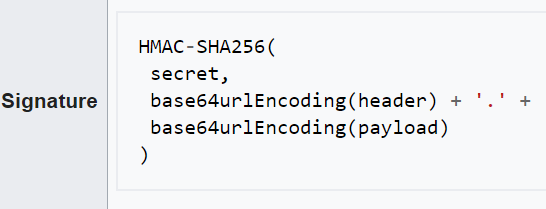 Signature
HMAC-SHA256(
 secret,
 base64urlEncoding(header) + '.' +
 base64urlEncoding(payload)
)